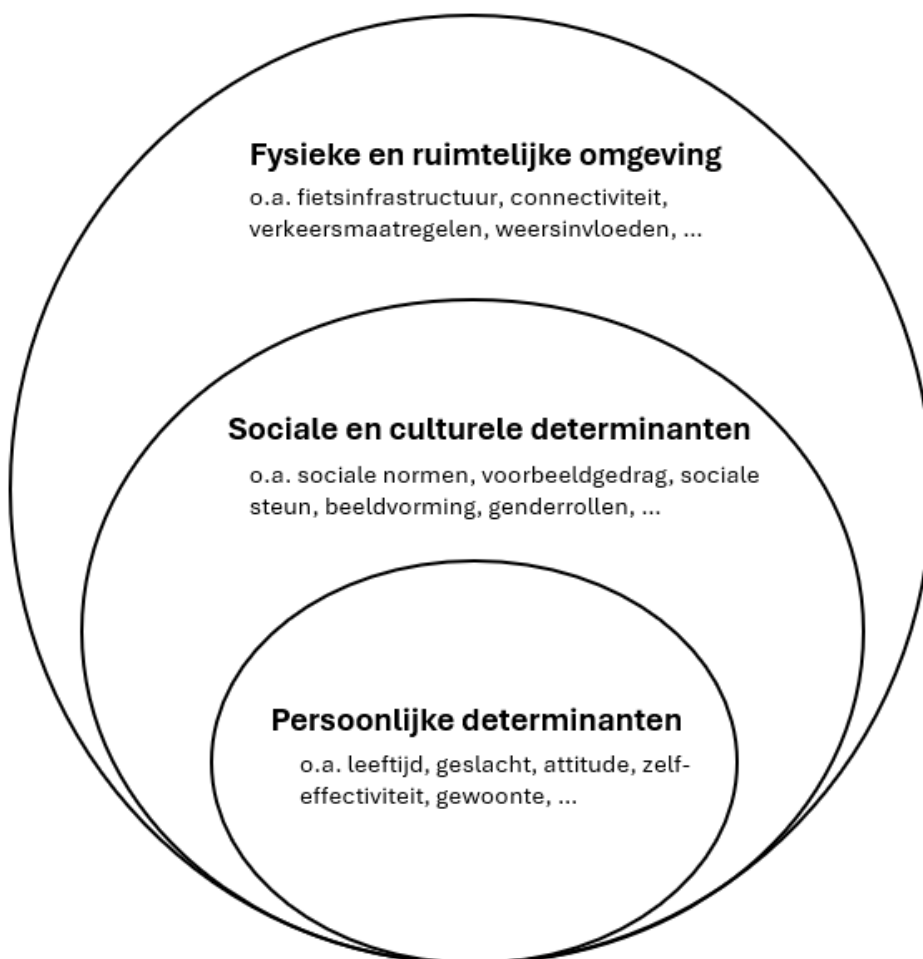 Fysieke en ruimtelijke omgeving
o.a. fietsinfrastructuur, connectiviteit,
verkeersmaatregelen, weersinvloeden, ...
Sociale en culturele determinanten
o.a. sociale normen, voorbeeldgedrag, sociale
steun, beeldvorming, genderrollen, ...
Persoonlijke determinanten
o.a. leeftijd, geslacht, attitude, zelf-
effectiviteit, gewoonte, ...